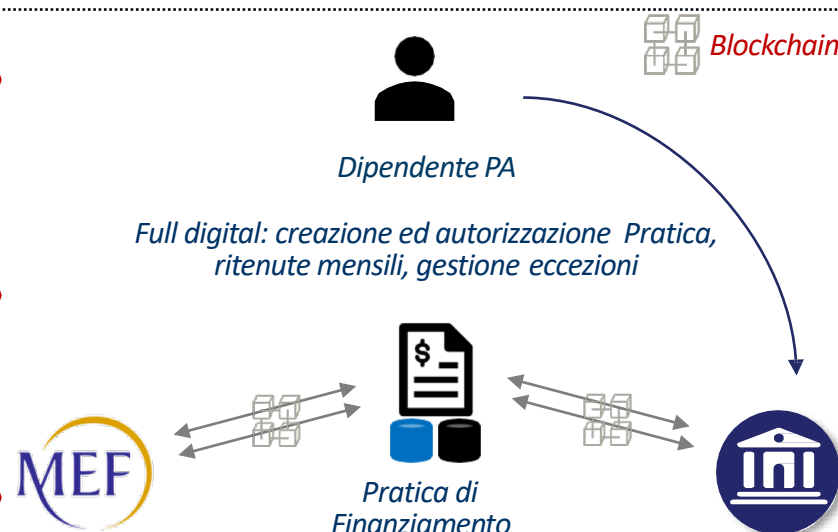 Blockchain
Dipendente PA
Full digital: creazione ed autorizzazione Pratica,
ritenute mensili, gestione eccezioni
$
MEF
Pratica di
Finanziamento